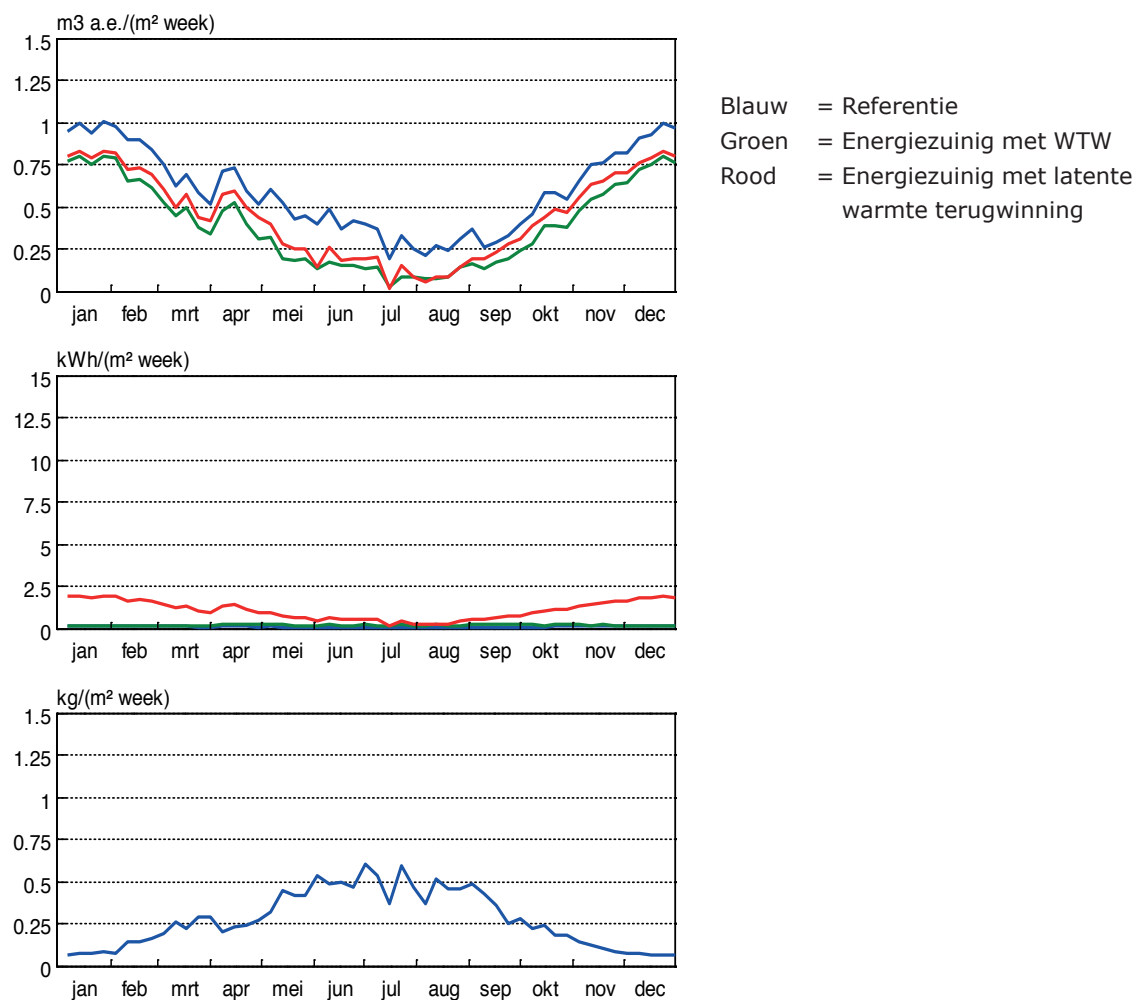 m3 a.e./(m² week)
1.5
1.25
1
0.75
0.5
0.25
0
jan feb mrt apr mei jun jul aug sep okt nov dec
Blauw = Referentie
Groen = Energiezuinig met WTW
Rood = Energiezuinig met latente
warmte terugwinning
kWh/(m² week)
15
12.5
10
7.5
5
2.5
0
jan feb mrt apr mei jun jul aug sep okt nov dec
kg/(m² week)
1.5
1.25
1
0.75
0.5
0.25
0
jan feb mrt apr mei jun jul aug sep okt nov dec